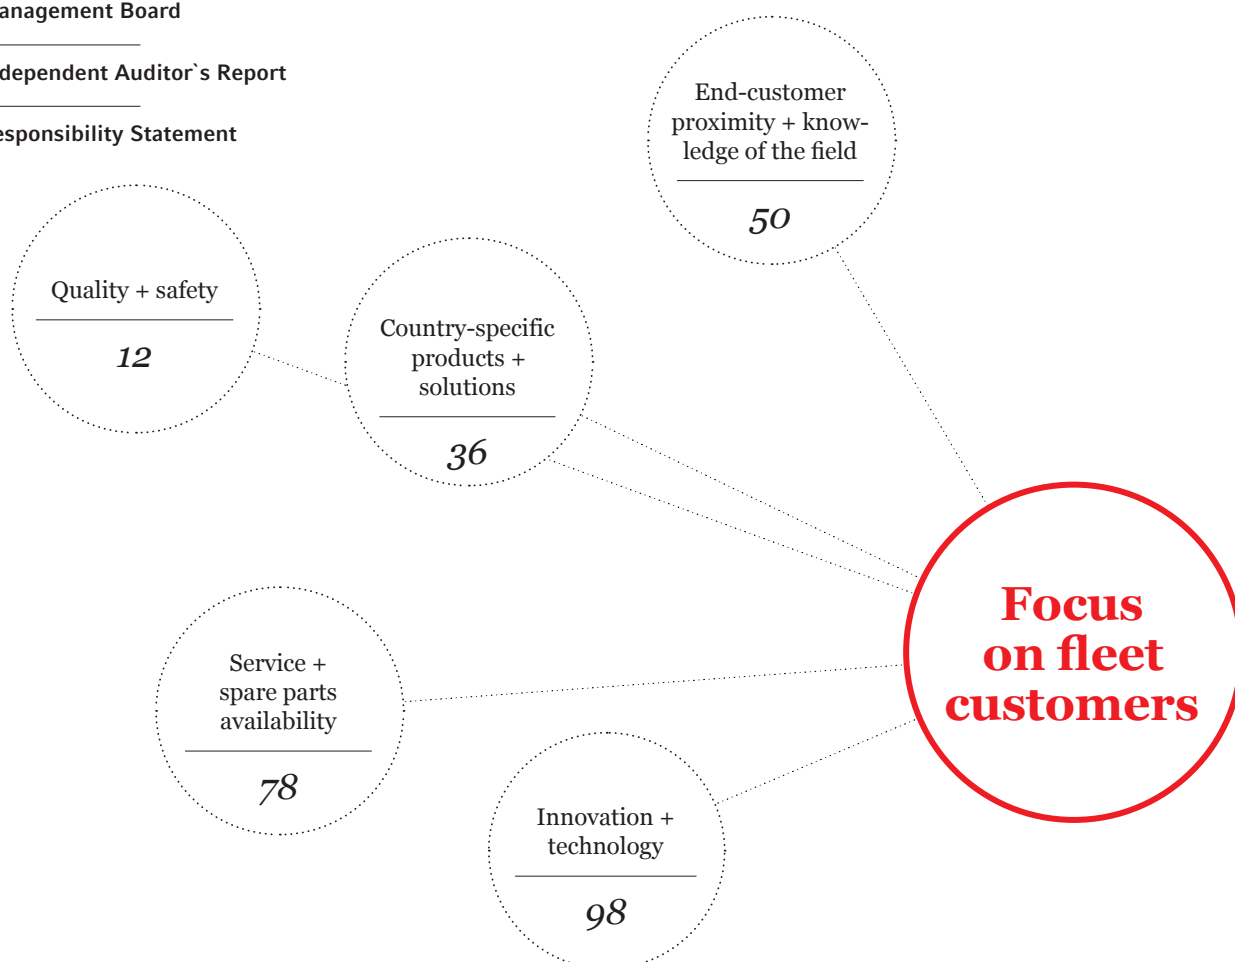 anagement Board
dependent Auditor`s Report
esponsibility Statement
End-customer
proximity + know-
ledge of the field
50
Quality + safety
12
Country-specific
products +
solutions
36
Focus
on fleet
customers
Service +
spare parts
availability
78
Innovation +
technology
98